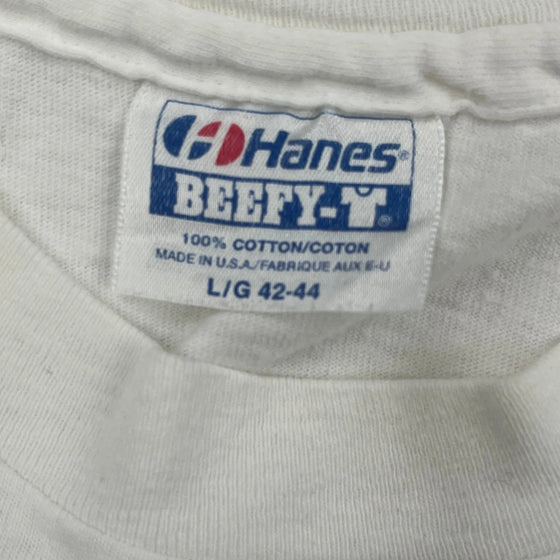 Hanes®
BEEFY-T®
100% COTTON/COTON
MADE IN U.S.A./FABRIQUE AUX É-U
L/G 42-44